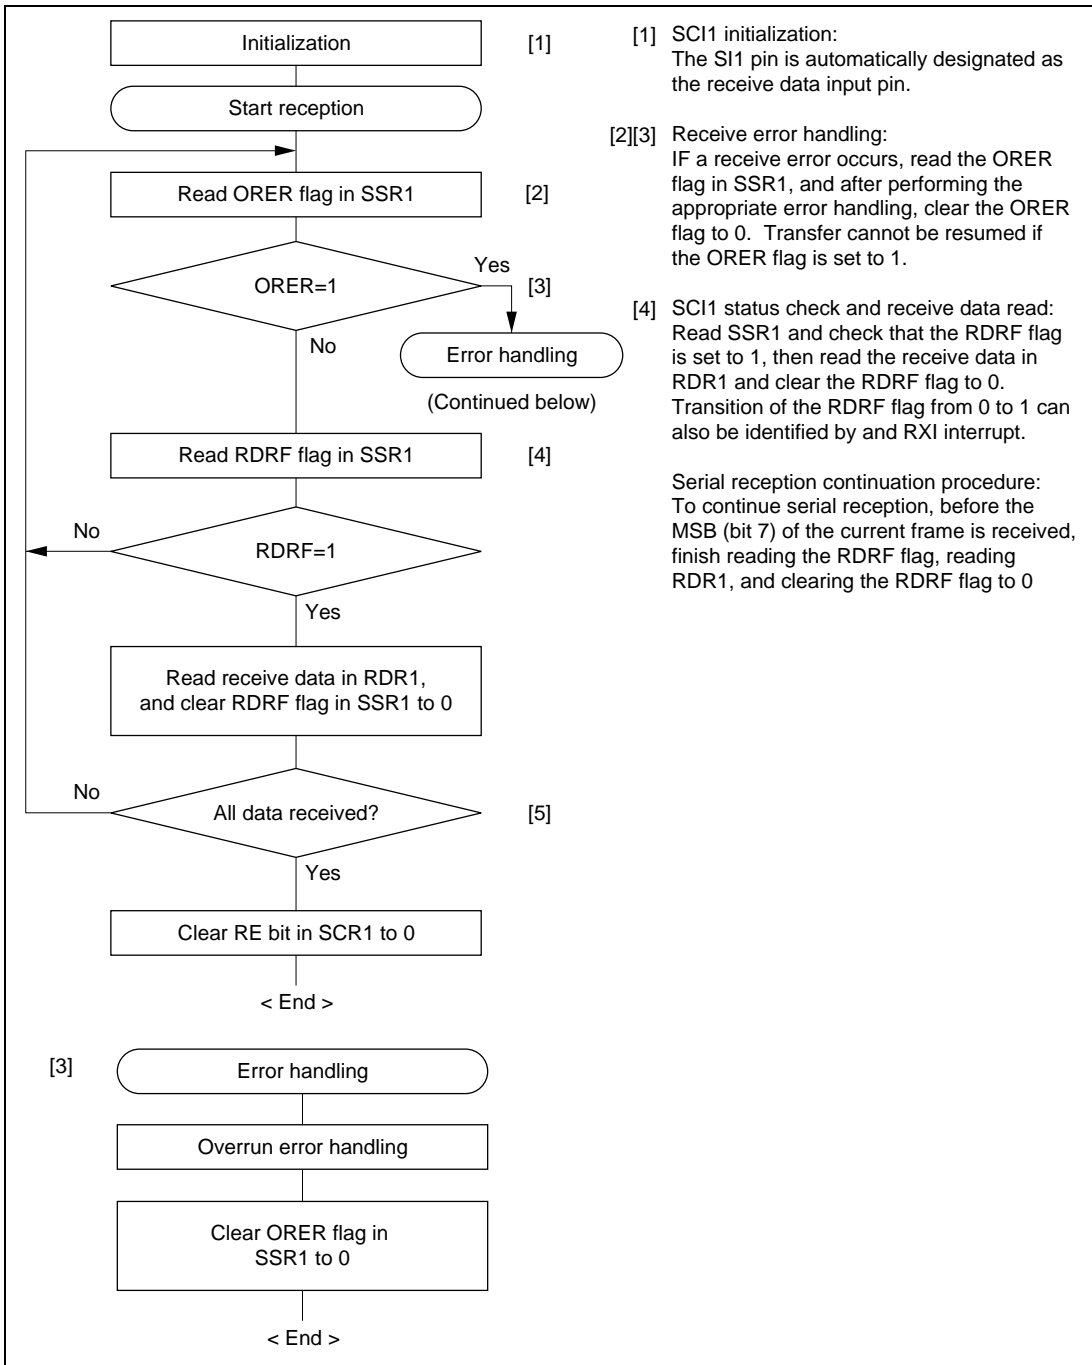 Initialization
[1]
Start reception
Read ORER flag in SSR1
[2]
ORER=1
Yes
[3]
No
Error handling
(Continued below)
Read RDRF flag in SSR1
[4]
No
RDRF=1
Yes
Read receive data in RDR1,
and clear RDRF flag in SSR1 to 0
No
All data received?
[5]
Yes
Clear RE bit in SCR1 to 0
< End >
[3]
Error handling
Overrun error handling
Clear ORER flag in
SSR1 to 0
< End >
[1] SCI1 initialization:
The SI1 pin is automatically designated as
the receive data input pin.
[2][3] Receive error handling:
IF a receive error occurs, read the ORER
flag in SSR1, and after performing the
appropriate error handling, clear the ORER
flag to 0.  Transfer cannot be resumed if
the ORER flag is set to 1.
[4] SCI1 status check and receive data read:
Read SSR1 and check that the RDRF flag
is set to 1, then read the receive data in
RDR1 and clear the RDRF flag to 0.
Transition of the RDRF flag from 0 to 1 can
also be identified by and RXI interrupt.
Serial reception continuation procedure:
To continue serial reception, before the
MSB (bit 7) of the current frame is received,
finish reading the RDRF flag, reading
RDR1, and clearing the RDRF flag to 0